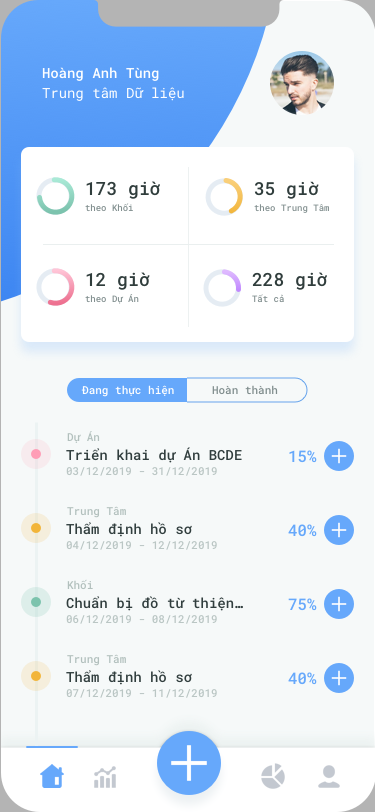 Hoàng Anh Tùng
Trung tâm Dữ liệu
173 giờ
theo Khối
35 giờ
theo Trung Tâm
12 giờ
theo Dự Án
228 giờ
Tất cả
Đang thực hiện
Hoàn thành
Dự Án
Triển khai dự Án BCDE
03/12/2019 - 31/12/2019
15%
Trung Tâm
Thẩm định hồ sơ
04/12/2019 - 12/12/2019
40%
Khối
Chuẩn bị đồ từ thiện…
06/12/2019 - 08/12/2019
75%
Trung Tâm
Thẩm định hồ sơ
07/12/2019 - 11/12/2019
40%